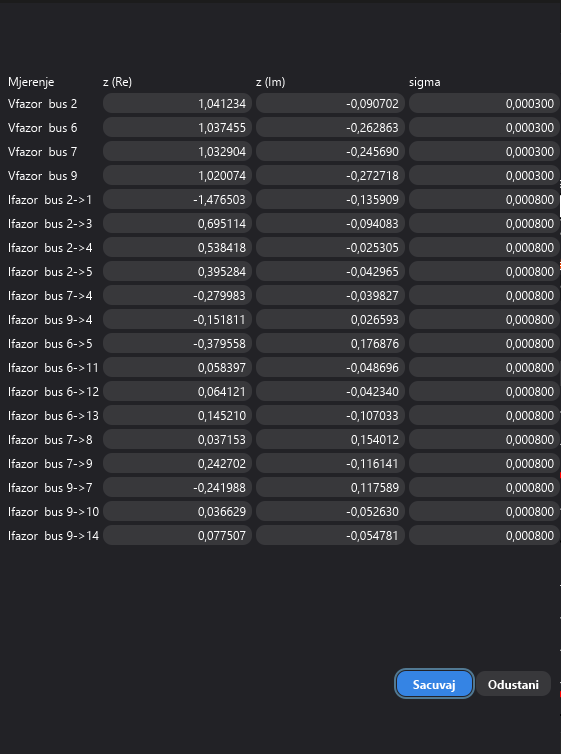 Mjerenje z (Re) z (Im) sigma
Vfazor bus 2 1,041234 -0,090702 0,000300
Vfazor bus 6 1,037455 -0,262863 0,000300
Vfazor bus 7 1,032904 -0,245690 0,000300
Vfazor bus 9 1,020074 -0,272718 0,000300
Ifazor bus 2->1 -1,476503 -0,135909 0,000800
Ifazor bus 2->3 0,695114 -0,094083 0,000800
Ifazor bus 2->4 0,538418 -0,025305 0,000800
Ifazor bus 2->5 0,395284 -0,042965 0,000800
Ifazor bus 7->4 -0,279983 -0,039827 0,000800
Ifazor bus 9->4 -0,151811 0,026593 0,000800
Ifazor bus 6->5 -0,379558 0,176876 0,000800
Ifazor bus 6->11 0,058397 -0,048696 0,000800
Ifazor bus 6->12 0,064121 -0,042340 0,000800
Ifazor bus 6->13 0,145210 -0,107033 0,000800
Ifazor bus 7->8 0,037153 0,154012 0,000800
Ifazor bus 7->9 0,242702 -0,116141 0,000800
Ifazor bus 9->7 -0,241988 0,117589 0,000800
Ifazor bus 9->10 0,036629 -0,052630 0,000800
Ifazor bus 9->14 0,077507 -0,054781 0,000800
Sacuvaj Odustani